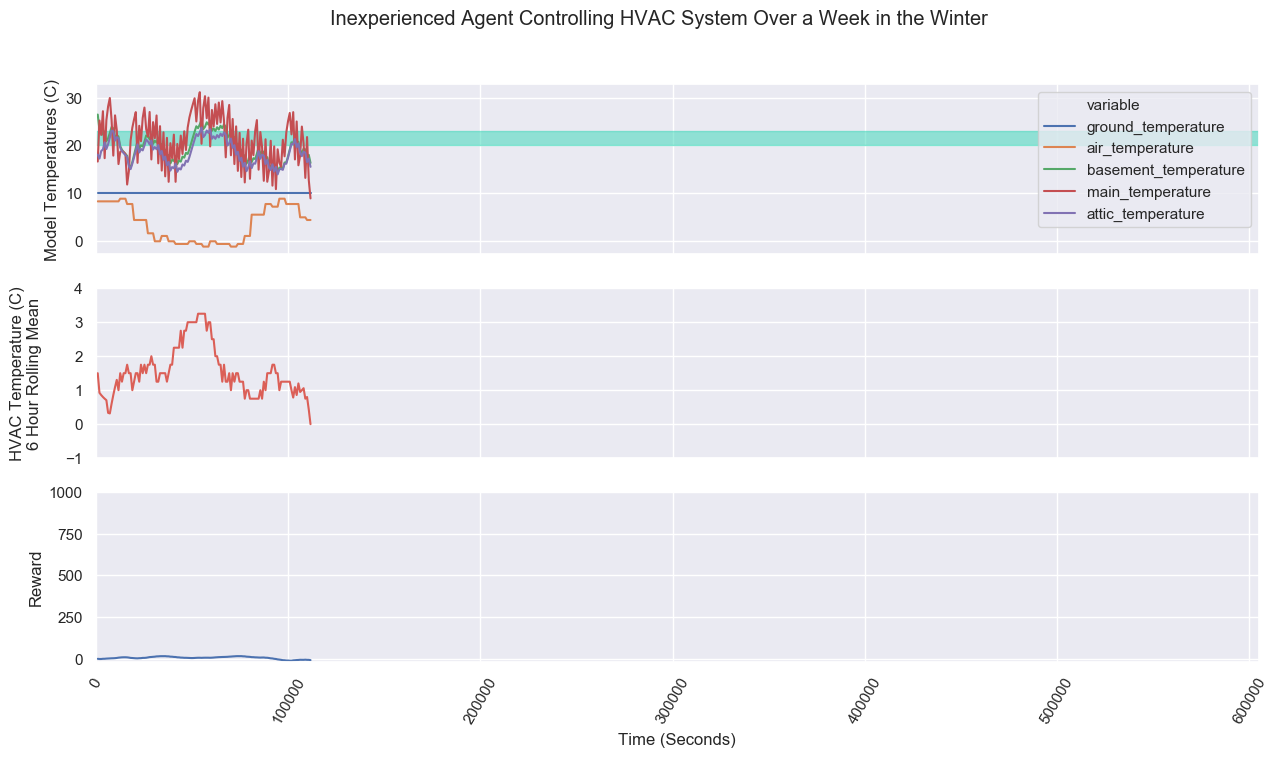 Inexperienced Agent Controlling HVAC System Over a Week in the Winter
Model Temperatures (C)
30
20
10
0
variable
ground_temperature
air_temperature
basement_temperature
main_temperature
attic_temperature
HVAC Temperature (C)
6 Hour Rolling Mean
4
3
2
1
0
−1
Reward
1000
750
500
250
0
0
100000
200000
300000
400000
500000
600000
Time (Seconds)